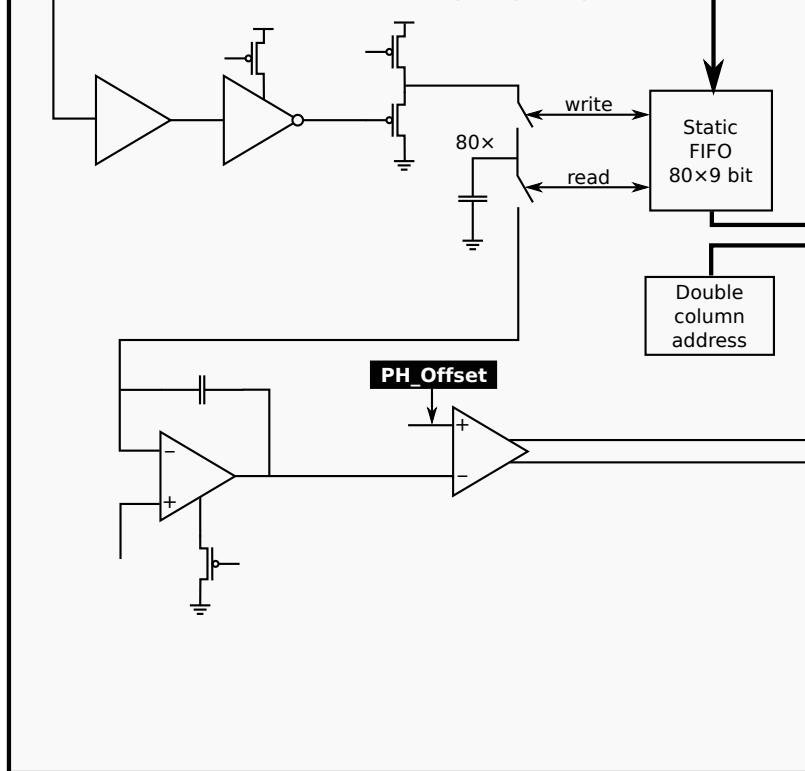 write
Static
FIFO
80×9 bit
80×
read
Double
column
address
PH_Offset
+
−
−
+